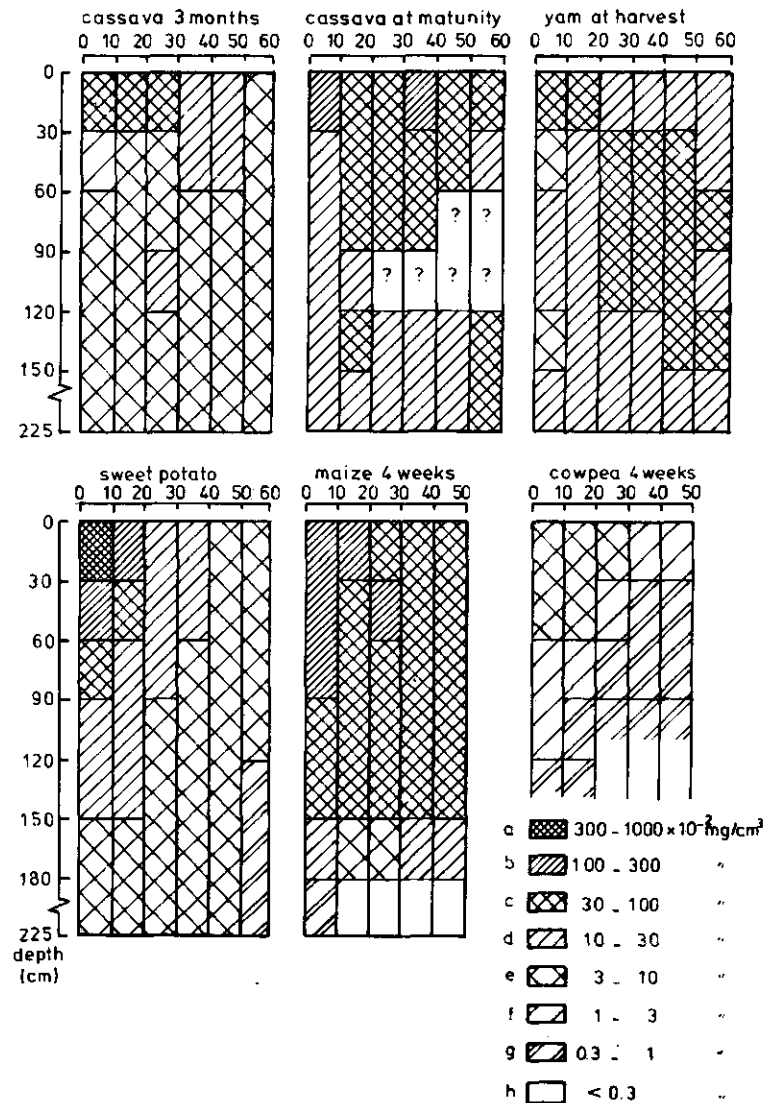 cassava 3 months
0 10 20 30 40 50 60
cassava at matunity
0 10 20 30 40 50 60
yam at harvest
0 10 20 30 40 50 60
0
30
60
90
120
150
225
? ?
? ? ? ?
sweet potato
0 10 20 30 40 50 60
maize 4 weeks
0 10 20 30 40 50
cowpea 4 weeks
0 10 20 30 40 50
0
30
60
90
120
150
180
225
depth
(cm)
a 300 - 1000 × 10⁻² mg/cm³
b 100 - 300 "
c 30 - 100 "
d 10 - 30 "
e 3 - 10 "
f 1 - 3 "
g 0.3 - 1 "
h < 0.3 "